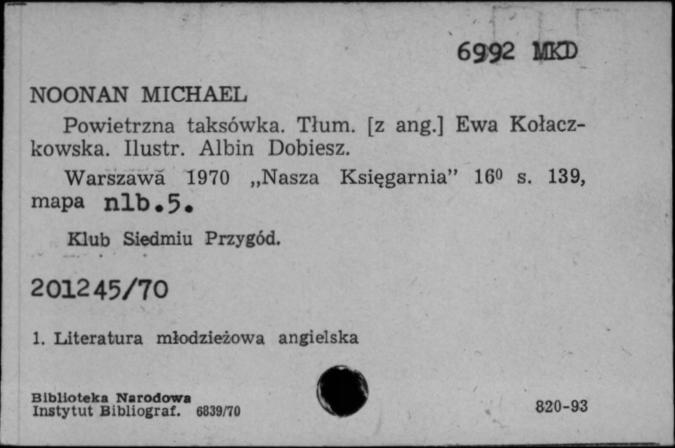 6992 MKD
NOONAN MICHAEL
Powietrzna taksówka. Tłum. [z ang.] Ewa Kołacz-
kowska. Ilustr. Albin Dobiesz.
Warszawa 1970 „Nasza Księgarnia” 16⁰ s. 139,
mapa nlb.5.
Klub Siedmiu Przygód.
201245/70
1. Literatura młodzieżowa angielska
Biblioteka Narodowa
Instytut Bibliograf. 6839/70
820-93